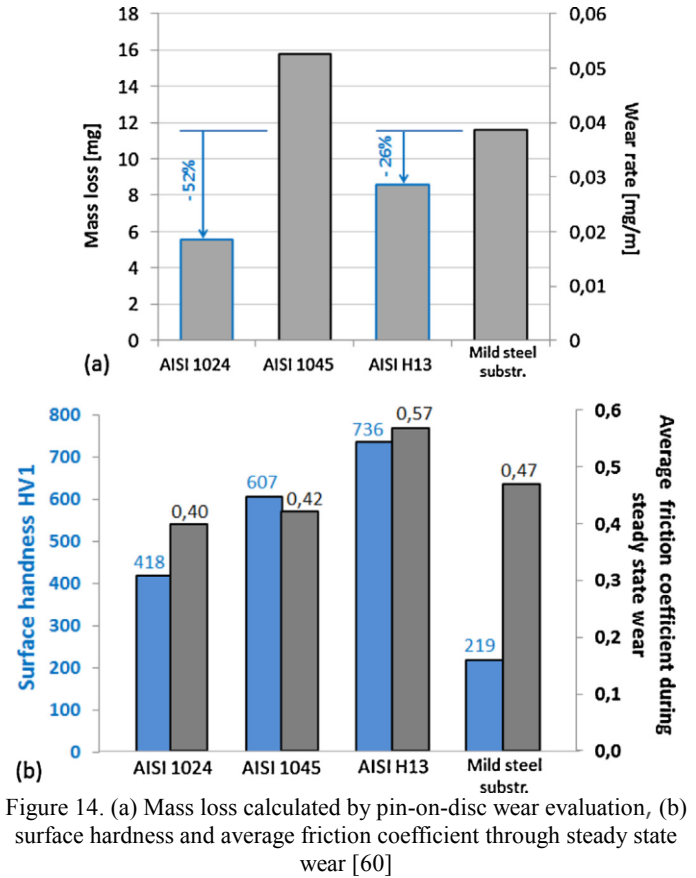 18
16
14
12
10
8
6
4
2
0
Mass loss [mg]
- 52%
- 26%
0,06
0,05
0,04
0,03
0,02
0,01
0
Wear rate [mg/m]
(a)
AISI 1024
AISI 1045
AISI H13
Mild steel
substr.
800
700
600
500
400
300
200
100
0
Surface handness HV1
418
0,40
607
0,42
736
0,57
219
0,47
0,6
0,5
0,4
0,3
0,2
0,1
0,0
Average friction coefficient during
steady state wear
(b)
AISI 1024
AISI 1045
AISI H13
Mild steel
substr.
Figure 14. (a) Mass loss calculated by pin-on-disc wear evaluation, (b)
surface hardness and average friction coefficient through steady state
wear [60]